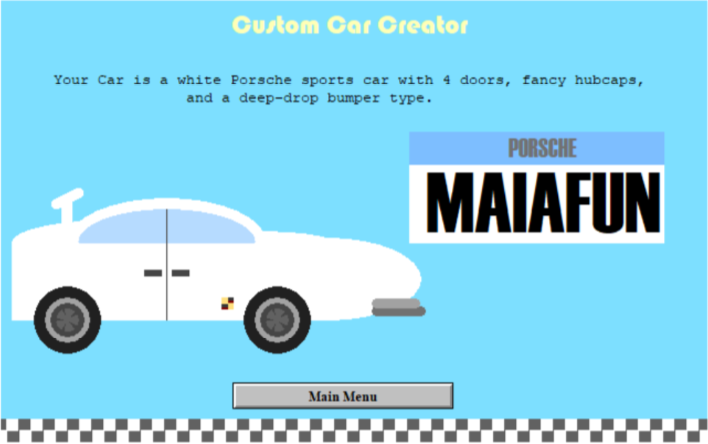 Custom Car Creator
Your Car is a white Porsche sports car with 4 doors, fancy hubcaps,
and a deep-drop bumper type.
PORSCHE
MAIAFUN
Main Menu